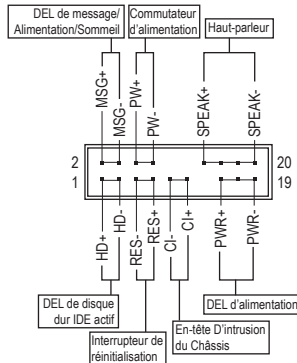 DEL de message/
Alimentation/Sommeil
Commutateur
d'alimentation
Haut-parleur
MSG+
MSG-
PW+
PW-
SPEAK+
SPEAK-
2
20
1
19
HD+
HD-
RES-
RES+
CI-
CI+
PWR+
PWR-
DEL de disque
dur IDE actif
Interrupteur de
réinitialisation
En-tête D'intrusion
du Châssis
DEL d'alimentation